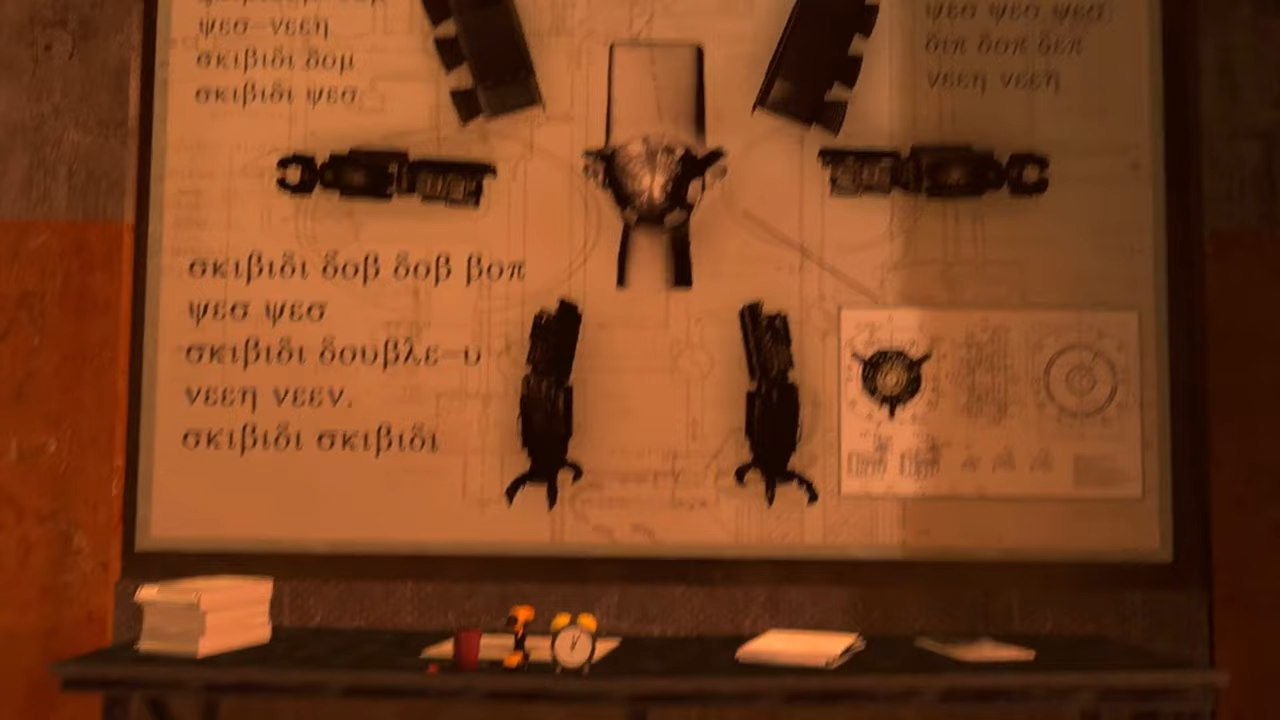 ψεσ-νεεη
σκιβιδι δομ
σκιβιδι ψεσ
ψεσ ψεσ ψεσ
διπ δοπ δεπ
νεεη νεεη
σκιβιδι δοβ δοβ βοπ
ψεσ ψεσ
σκιβιδι δουβλε-υ
νεεη νεεν.
σκιβιδι σκιβιδι